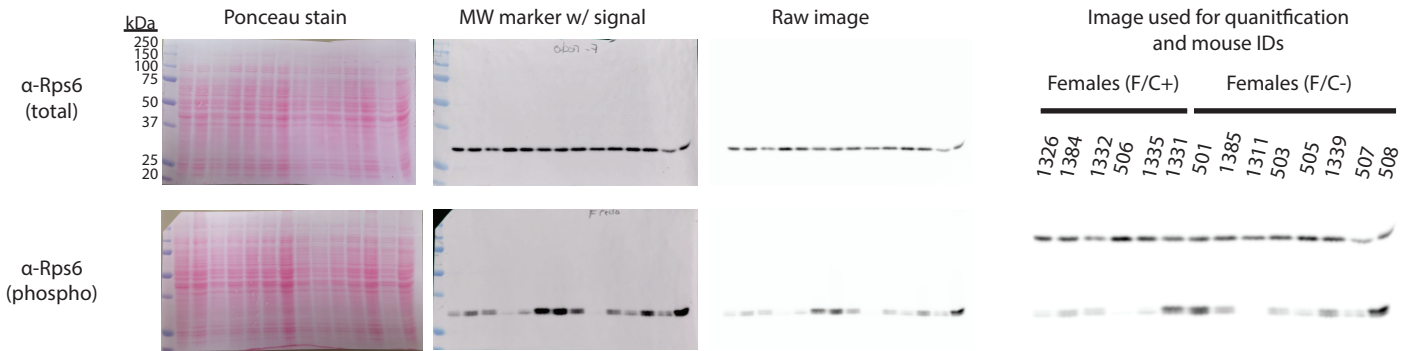 Ponceau stain
MW marker w/ signal
Raw image
Image used for quanitfication
and mouse IDs
kDa
250
150
100
75
50
37
25
20
α-Rps6
(total)
Females (F/C+)
Females (F/C-)
1326
1384
1332
506
1335
1331
501
1385
1311
503
505
1339
507
508
α-Rps6
(phospho)